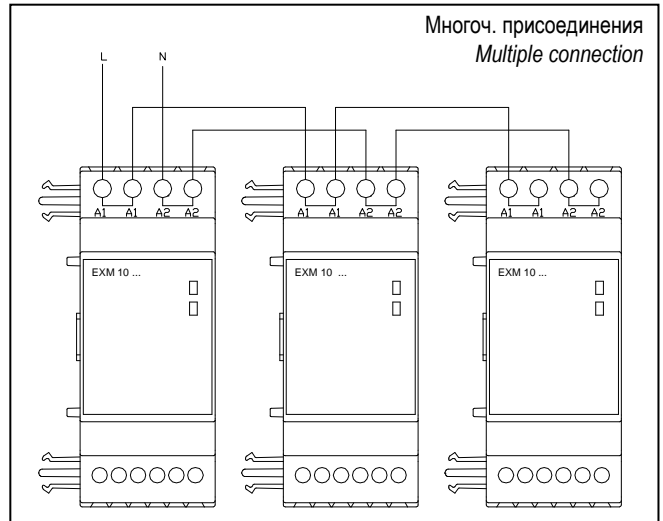 Многоч. присоединения
Multiple connection
L N
A1 A1 A2 A2 A1 A1 A2 A2 A1 A1 A2 A2
EXM 10 ... EXM 10 ... EXM 10 ...